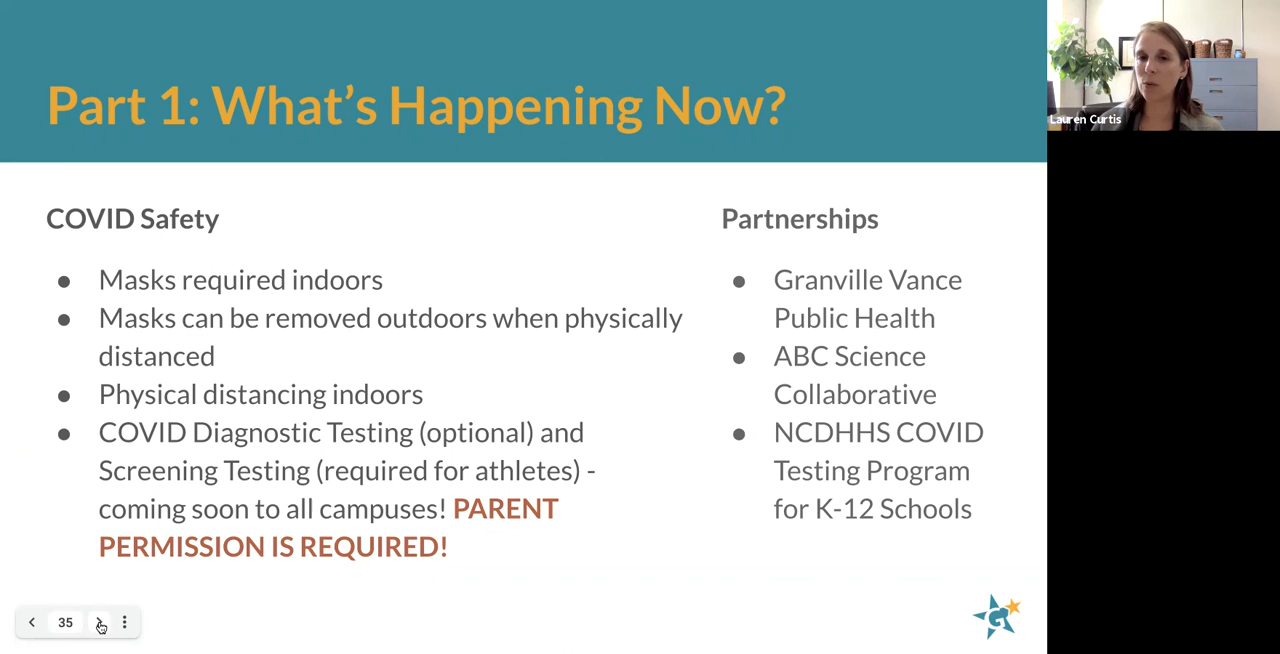 Part 1: What's Happening Now?
Lauren Curtis
COVID Safety
● Masks required indoors
● Masks can be removed outdoors when physically
distanced
● Physical distancing indoors
● COVID Diagnostic Testing (optional) and
Screening Testing (required for athletes) -
coming soon to all campuses! PARENT
PERMISSION IS REQUIRED!
Partnerships
● Granville Vance
Public Health
● ABC Science
Collaborative
● NCDHHS COVID
Testing Program
for K-12 Schools
35
G